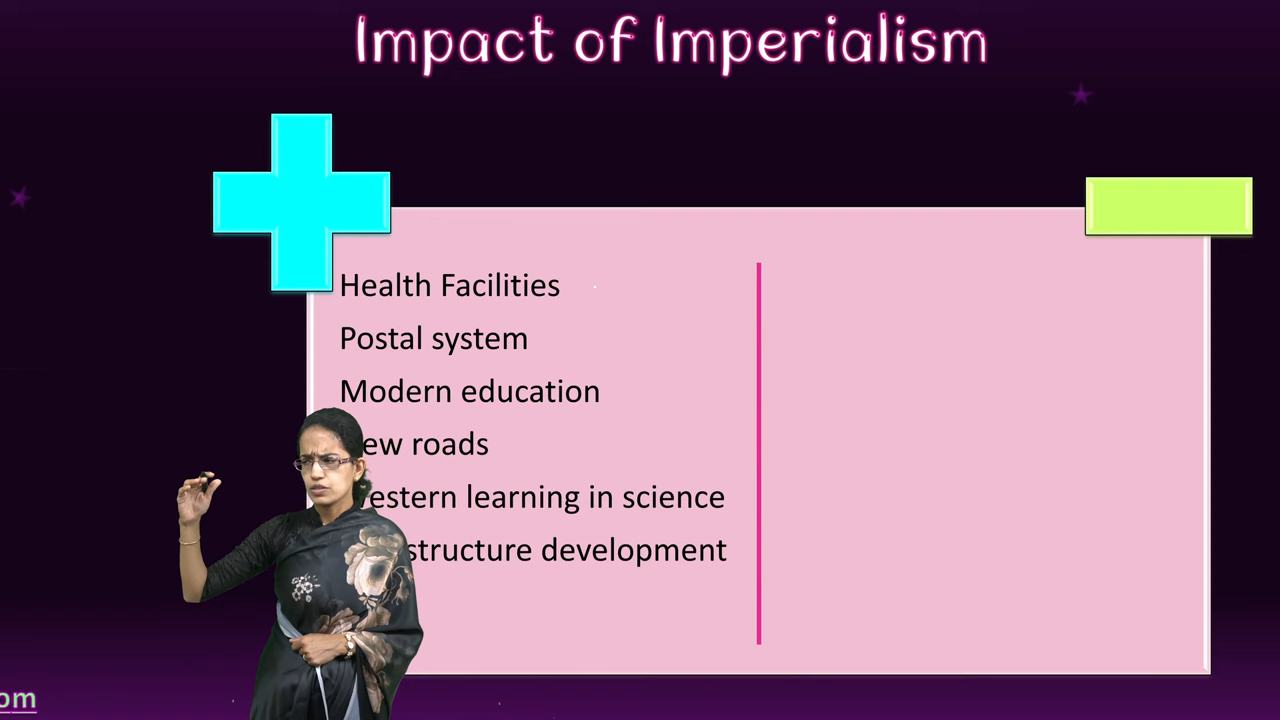 Impact of Imperialism
Health Facilities
Postal system
Modern education
ew roads
estern learning in science
structure development
om